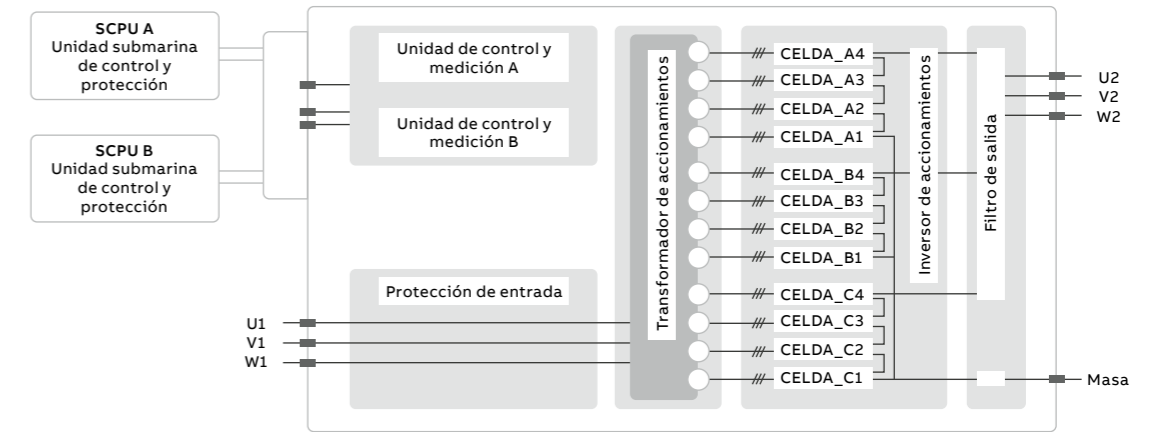 SCPU A
Unidad submarina
de control y
protección
SCPU B
Unidad submarina
de control y
protección
Unidad de control y
medición A
Unidad de control y
medición B
Protección de entrada
U1
V1
W1
Transformador de accionamientos
CELDA_A4
CELDA_A3
CELDA_A2
CELDA_A1
CELDA_B4
CELDA_B3
CELDA_B2
CELDA_B1
CELDA_C4
CELDA_C3
CELDA_C2
CELDA_C1
Inversor de accionamientos
Filtro de salida
U2
V2
W2
Masa